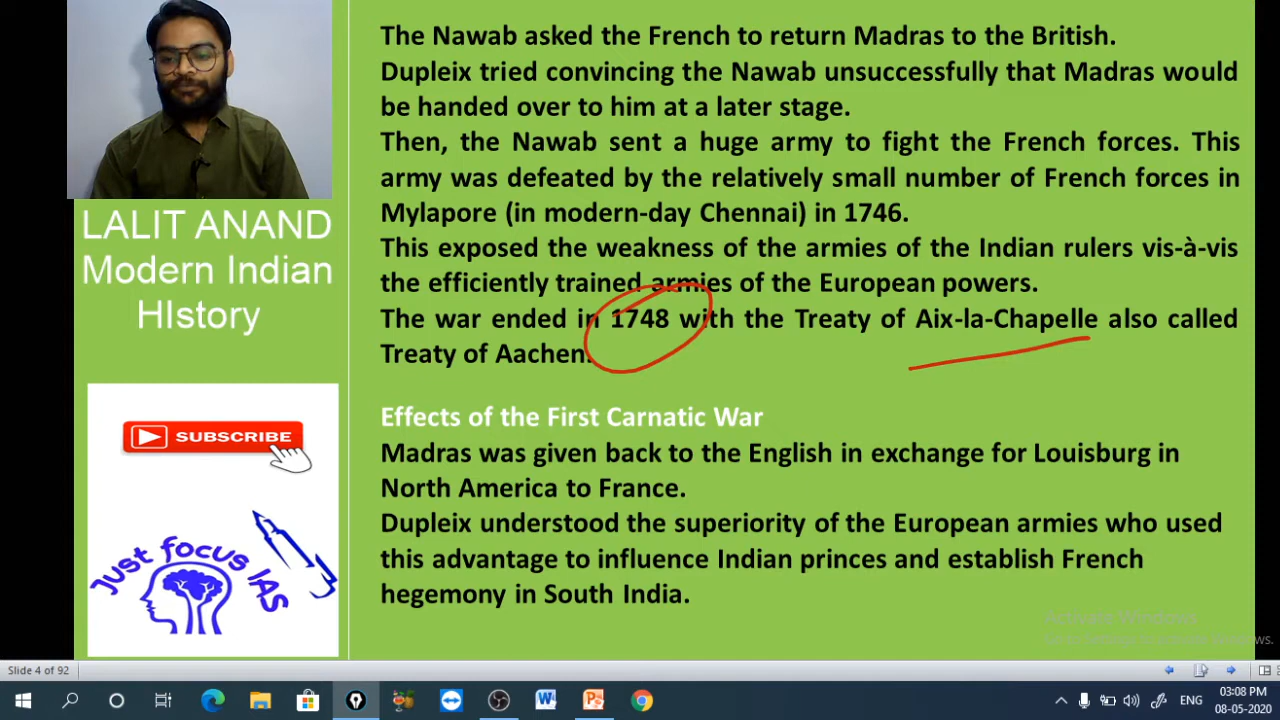 The Nawab asked the French to return Madras to the British.
Dupleix tried convincing the Nawab unsuccessfully that Madras would
be handed over to him at a later stage.
Then, the Nawab sent a huge army to fight the French forces. This
army was defeated by the relatively small number of French forces in
Mylapore (in modern-day Chennai) in 1746.
This exposed the weakness of the armies of the Indian rulers vis-à-vis
the efficiently trained armies of the European powers.
The war ended in 1748 with the Treaty of Aix-la-Chapelle also called
Treaty of Aachen.
Effects of the First Carnatic War
Madras was given back to the English in exchange for Louisburg in
North America to France.
Dupleix understood the superiority of the European armies who used
this advantage to influence Indian princes and establish French
hegemony in South India.
LALIT ANAND
Modern Indian
HIstory
SUBSCRIBE
Just focus IAS
Activate Windows
Go to Settings to activate Windows.
Slide 4 of 92
ENG
03:08 PM
08-05-2020